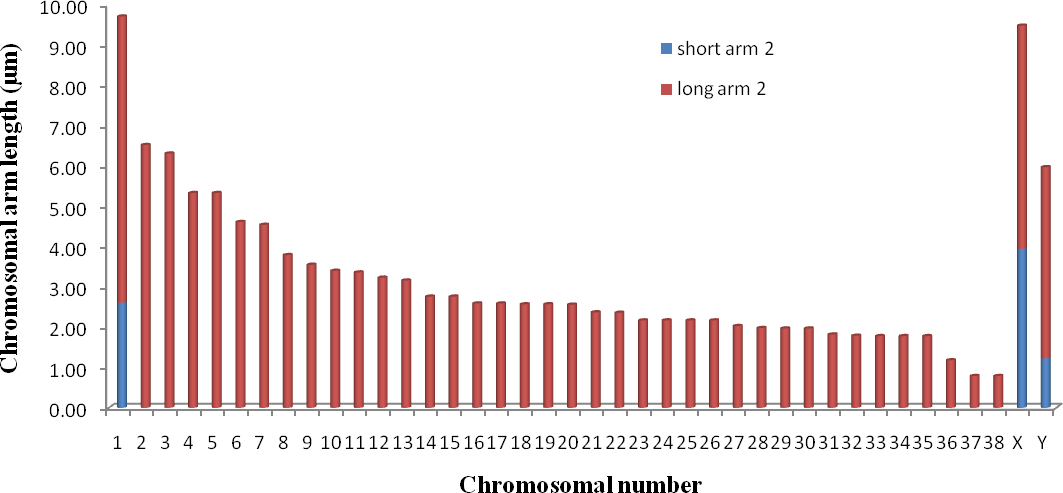 Chromosomal arm length (μm)
10.00
9.00
8.00
7.00
6.00
5.00
4.00
3.00
2.00
1.00
0.00
short arm 2
long arm 2
1 2 3 4 5 6 7 8 9 10 11 12 13 14 15 16 17 18 19 20 21 22 23 24 25 26 27 28 29 30 31 32 33 34 35 36 37 38 X Y
Chromosomal number